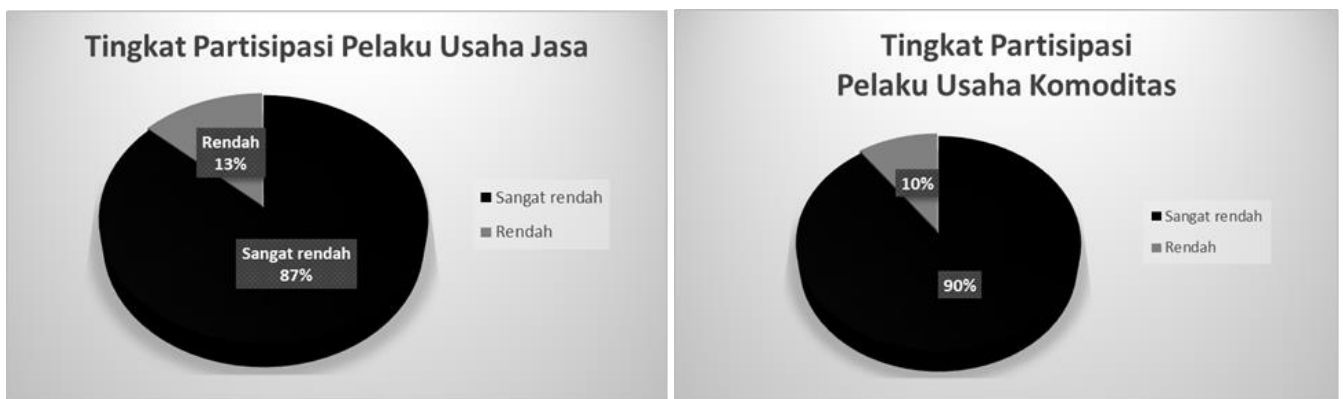 Tingkat Partisipasi Pelaku Usaha Jasa
Rendah
13%
Sangat rendah
87%
Sangat rendah
Rendah
Tingkat Partisipasi
Pelaku Usaha Komoditas
10%
90%
Sangat rendah
Rendah